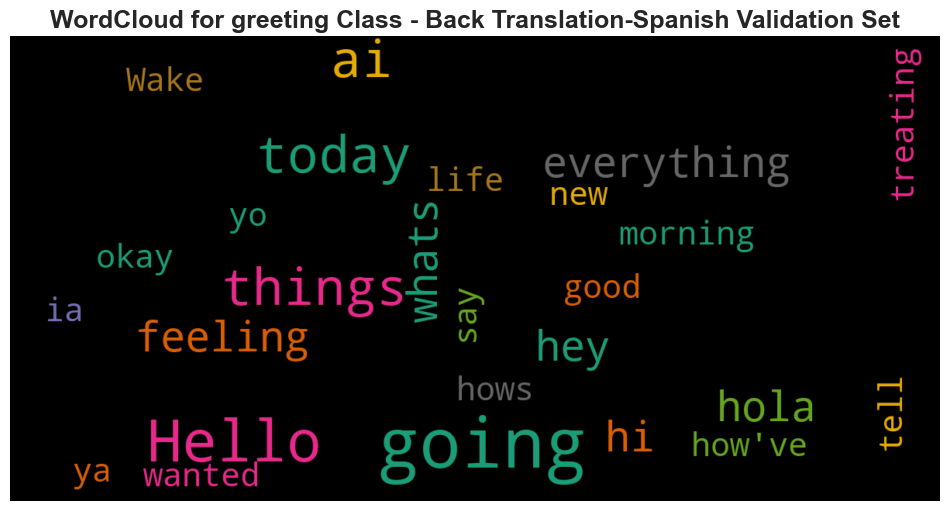 WordCloud for greeting Class - Back Translation-Spanish Validation Set
ai
Wake
treating
today
everything
life
new
yo
whats
morning
okay
things
good
say
ia
feeling
hey
hows
hola
tell
Hello
going
hi
how've
ya
wanted